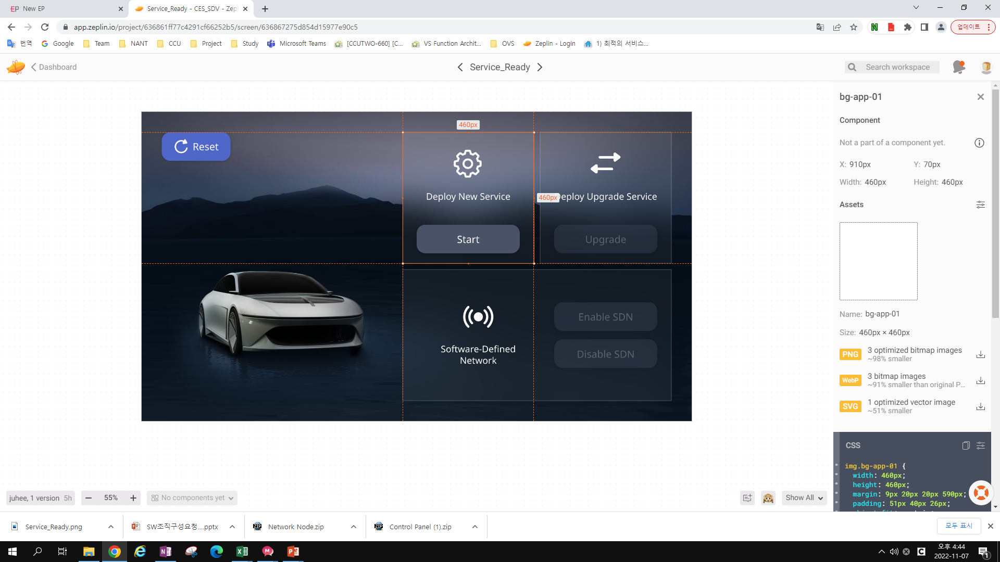 New EP
Service_Ready - CES_SDV - Zepl
app.zeplin.io/project/636861ff77c4291cf66252b5/screen/636867275d854d15977e90c5
업데이트
번역
Google
Team
NANT
CCU
Project
Study
Microsoft Teams
[CCUTWO-660] [C...
VS Function Archit...
OVS
Zeplin - Login
1) 최적의 서비스...
Dashboard
Service_Ready
Search workspace
460px
Reset
Deploy New Service
Start
460px
eploy Upgrade Service
Upgrade
Software-Defined
Network
Enable SDN
Disable SDN
bg-app-01
Component
Not a part of a component yet.
X: 910px
Y: 70px
Width: 460px
Height: 460px
Assets
Name: bg-app-01
Size: 460px × 460px
PNG
3 optimized bitmap images
~98% smaller
WebP
3 bitmap images
~91% smaller than original P...
SVG
1 optimized vector image
~51% smaller
CSS
img.bg-app-01 {
width: 460px;
height: 460px;
margin: 9px 20px 20px 590px;
padding: 51px 40px 26px;
juhee, 1 version 5h
55%
No components yet
Show All
Service_Ready.png
SW조직구성요청....pptx
Network Node.zip
Control Panel (1).zip
모두 표시
오후 4:44
2022-11-07
1